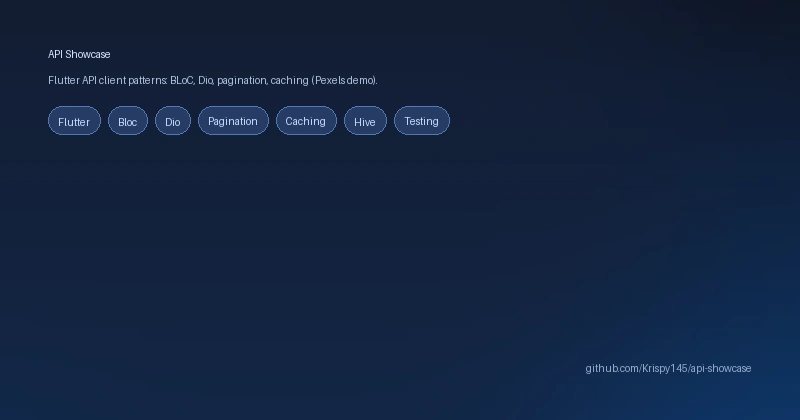 API Showcase
Flutter API client patterns: BLoC, Dio, pagination, caching (Pexels demo).
Flutter Bloc Dio Pagination Caching Hive Testing
github.com/Krispy145/api-showcase